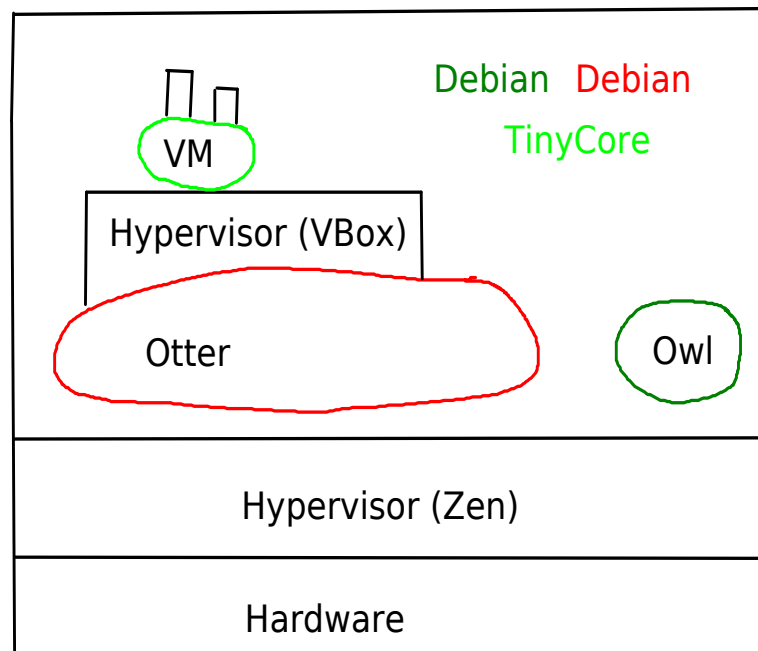 Debian Debian
TinyCore
VM
Hypervisor (VBox)
Otter
Owl
Hypervisor (Zen)
Hardware